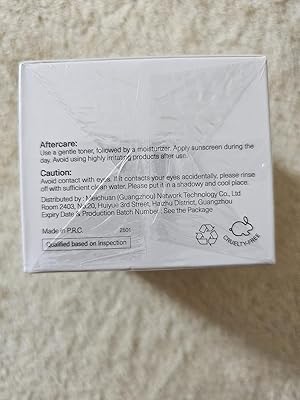 Aftercare:
Use a gentle toner, followed by a moisturizer. Apply sunscreen during the
day. Avoid using highly irritating products after use.
Caution:
Avoid contact with eyes. If it contacts your eyes accidentally, please rinse
off with sufficient clean water. Please put it in a shadowy and cool place.
Distributed by : Meichuan (Guangzhou) Network Technology Co., Ltd
Room 2403, No.20, Huiyue 3rd Street, Haizhu District, Guangzhou
Expiry Date & Production Batch Number : See the Package
Made in P.R.C. 2501
Qualified based on Inspection
CRUELTY-FREE